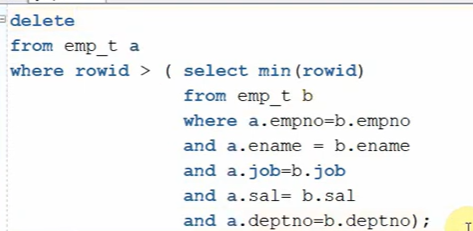 delete
from emp_t a
where rowid > ( select min(rowid)
from emp_t b
where a.empno=b.empno
and a.ename = b.ename
and a.job=b.job
and a.sal= b.sal
and a.deptno=b.deptno);